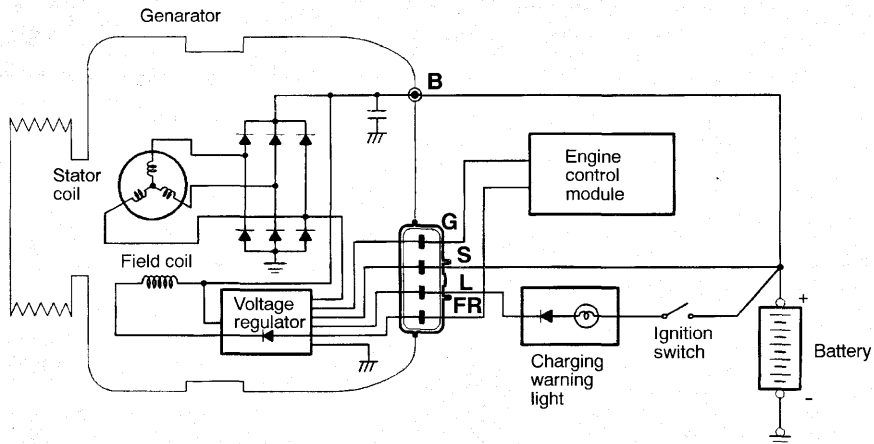 Genarator
B
Engine
control
module
Stator
coil
G
S
Field coil
L
Voltage
regulator
FR
+
Ignition
switch
Battery
Charging
warning
light
-